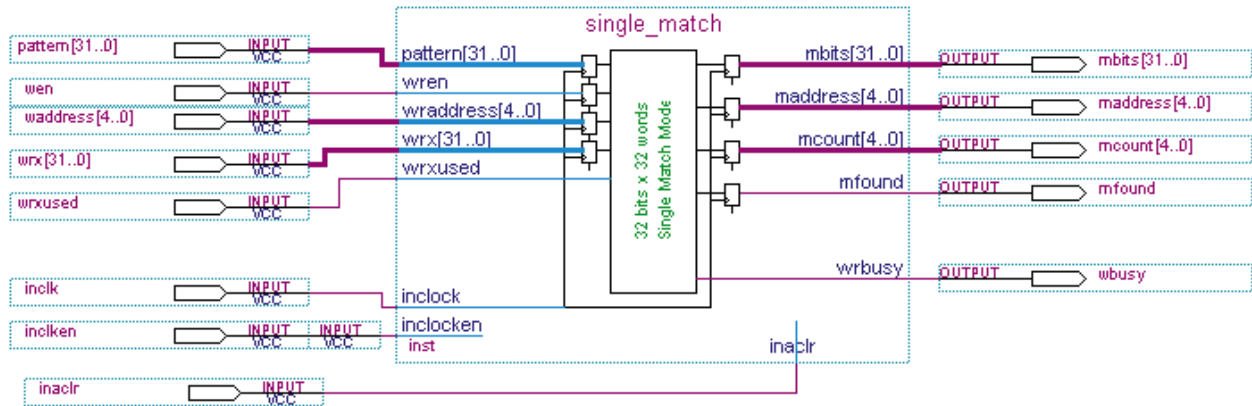 single_match
pattern[31..0] INPUT VCC pattern[31..0] mbits[31..0] OUTPUT mbits[31..0]
wen INPUT VCC wren
waddress[4..0] INPUT VCC wraddress[4..0] maddress[4..0] OUTPUT maddress[4..0]
wrx[31..0] INPUT VCC wrx[31..0] mcount[4..0] OUTPUT mcount[4..0]
wrxused INPUT VCC wrxused mfound OUTPUT mfound
32 bits x 32 words
Single Match Mode
wrbusy OUTPUT wbusy
inclk INPUT VCC inclock
inclken INPUT VCC INPUT VCC inclocken
inst inaclr
inaclr INPUT VCC